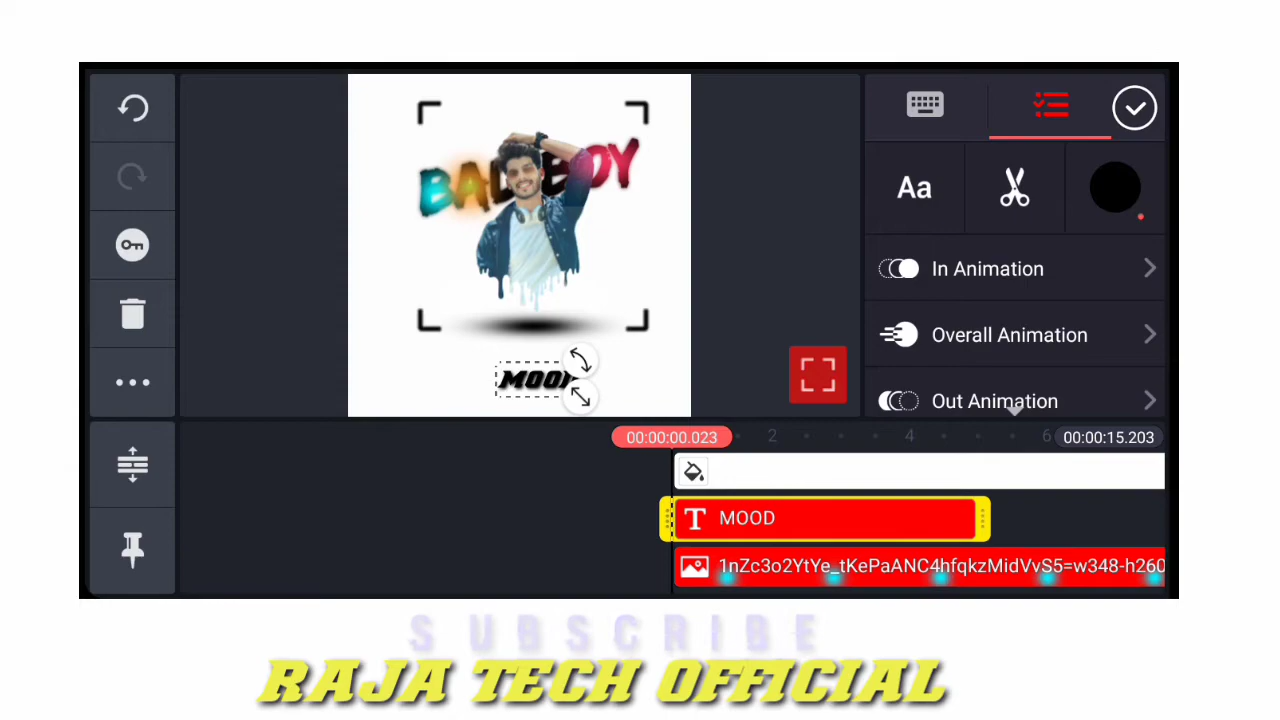 BAD BOY
MOOD
Aa
In Animation
Overall Animation
Out Animation
00:00:00.023
2
4
6
00:00:15.203
T MOOD
1nZc3o2YtYe_tKePaANC4hfqkzMidVvS5=w348-h260
SUBSCRIBE
RAJA TECH OFFICIAL